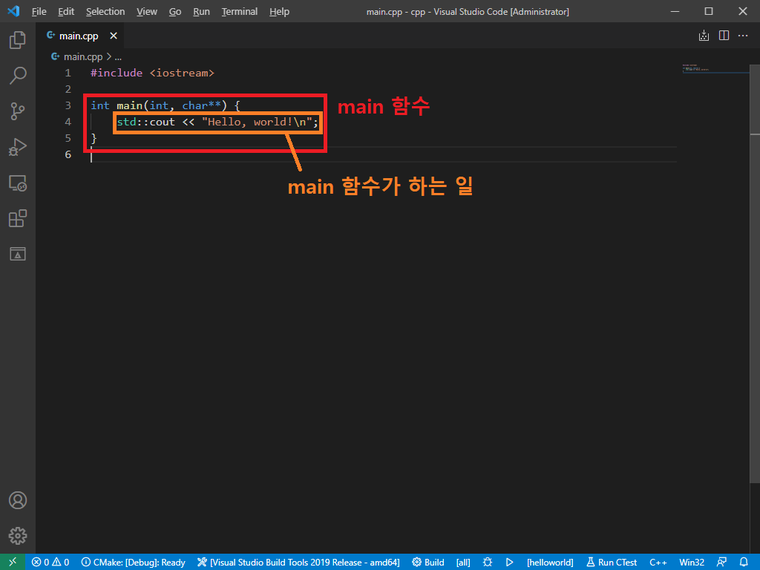 File Edit Selection View Go Run Terminal Help main.cpp - cpp - Visual Studio Code [Administrator]
main.cpp
main.cpp > ...
1 #include <iostream>
2
3 int main(int, char**) {
4 std::cout << "Hello, world!\n";
5 }
6
main 함수
main 함수가 하는 일
0 0 CMake: [Debug]: Ready [Visual Studio Build Tools 2019 Release - amd64] Build [all] [helloworld] Run CTest C++ Win32